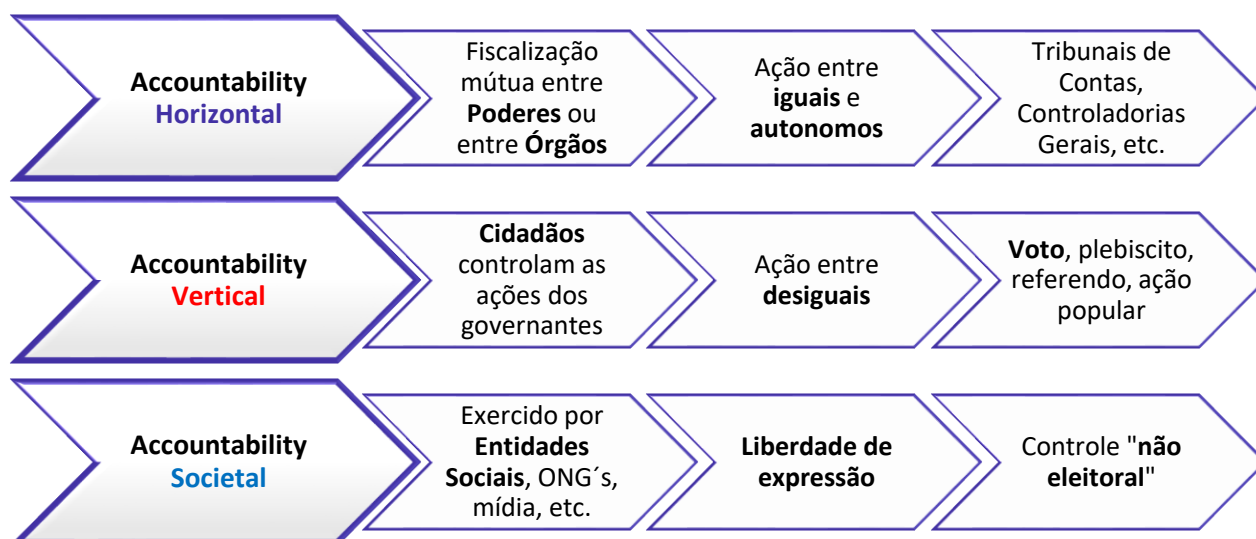 Accountability
Horizontal
Fiscalização
mútua entre
Poderes ou
entre Órgãos
Ação entre
iguais e
autonomos
Tribunais de
Contas,
Controladorias
Gerais, etc.
Accountability
Vertical
Cidadãos
controlam as
ações dos
governantes
Ação entre
desiguais
Voto, plebiscito,
referendo, ação
popular
Accountability
Societal
Exercido por
Entidades
Sociais, ONG´s,
mídia, etc.
Liberdade de
expressão
Controle "não
eleitoral"